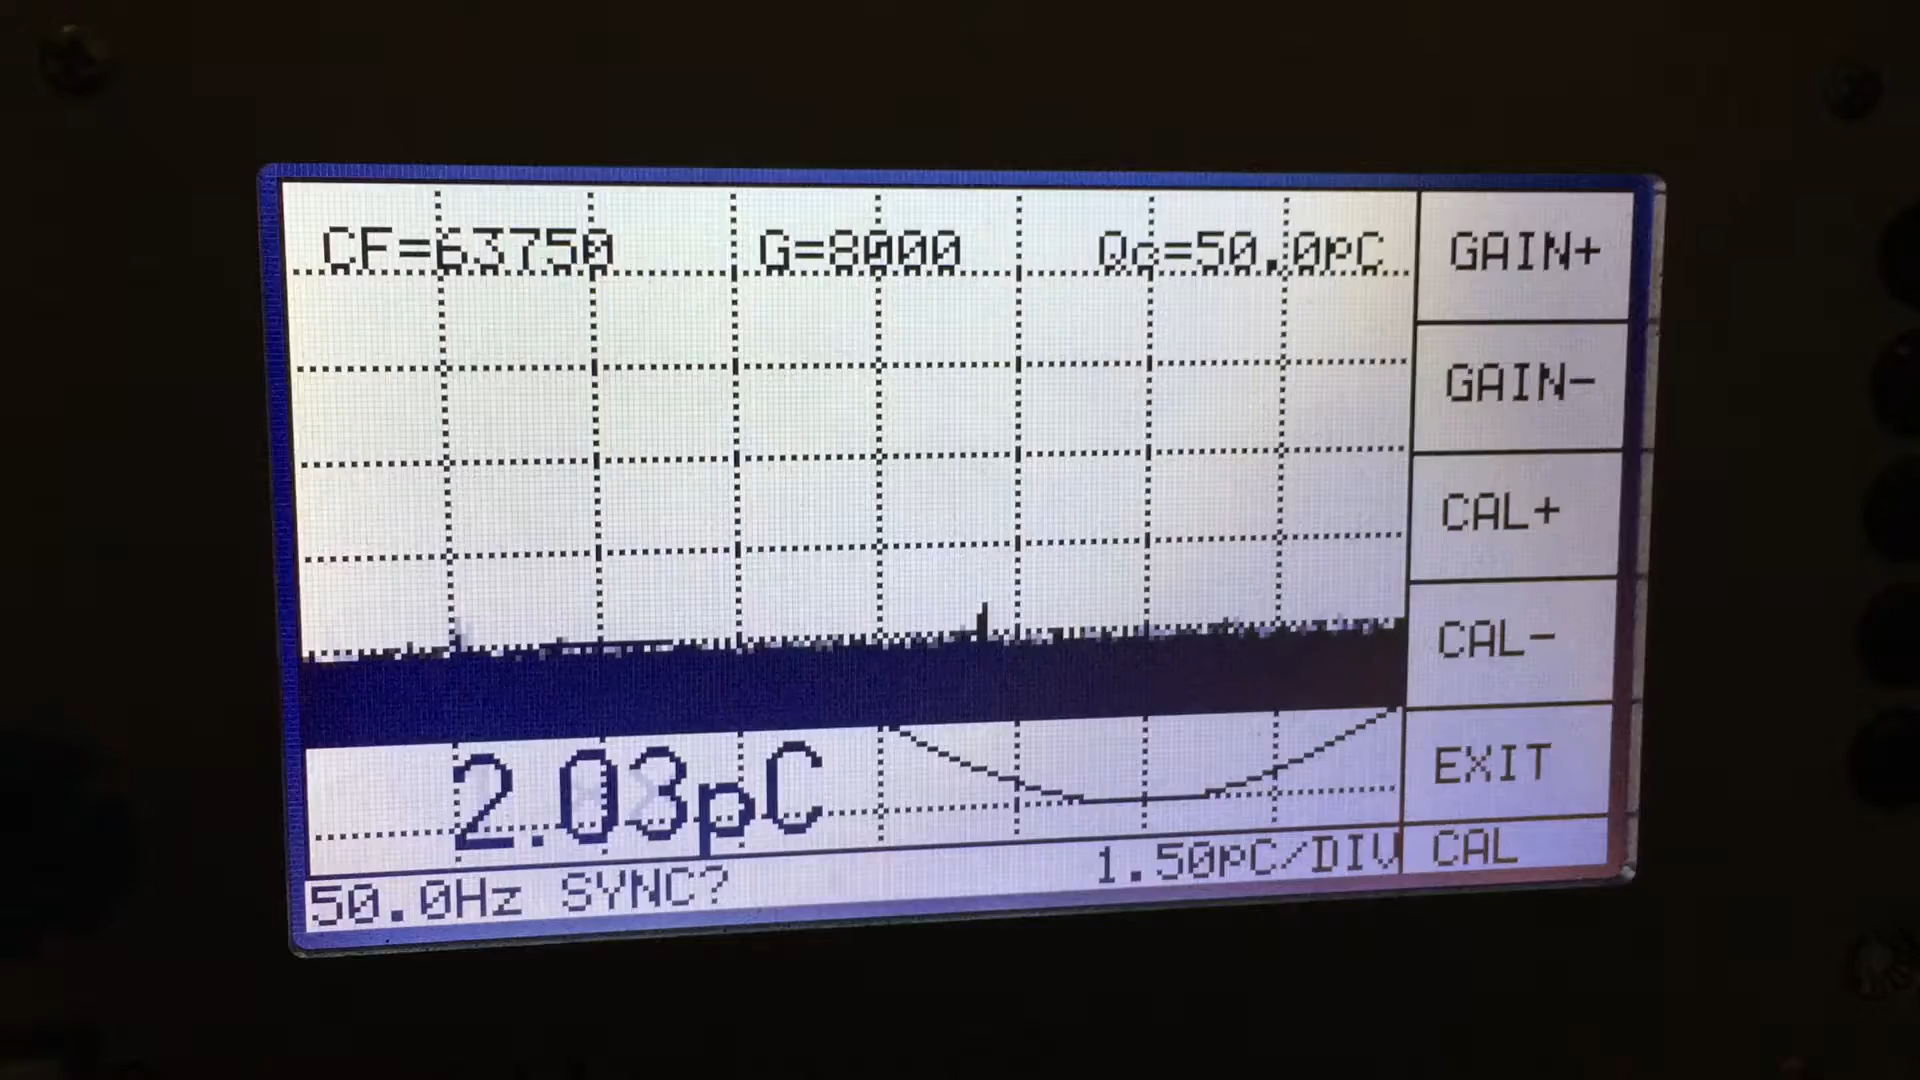 CF=63750 G=8000 Qc=50.0pC
GAIN+
GAIN-
CAL+
CAL-
EXIT
2.03pC
50.0Hz SYNC? 1.50pC/DIV CAL